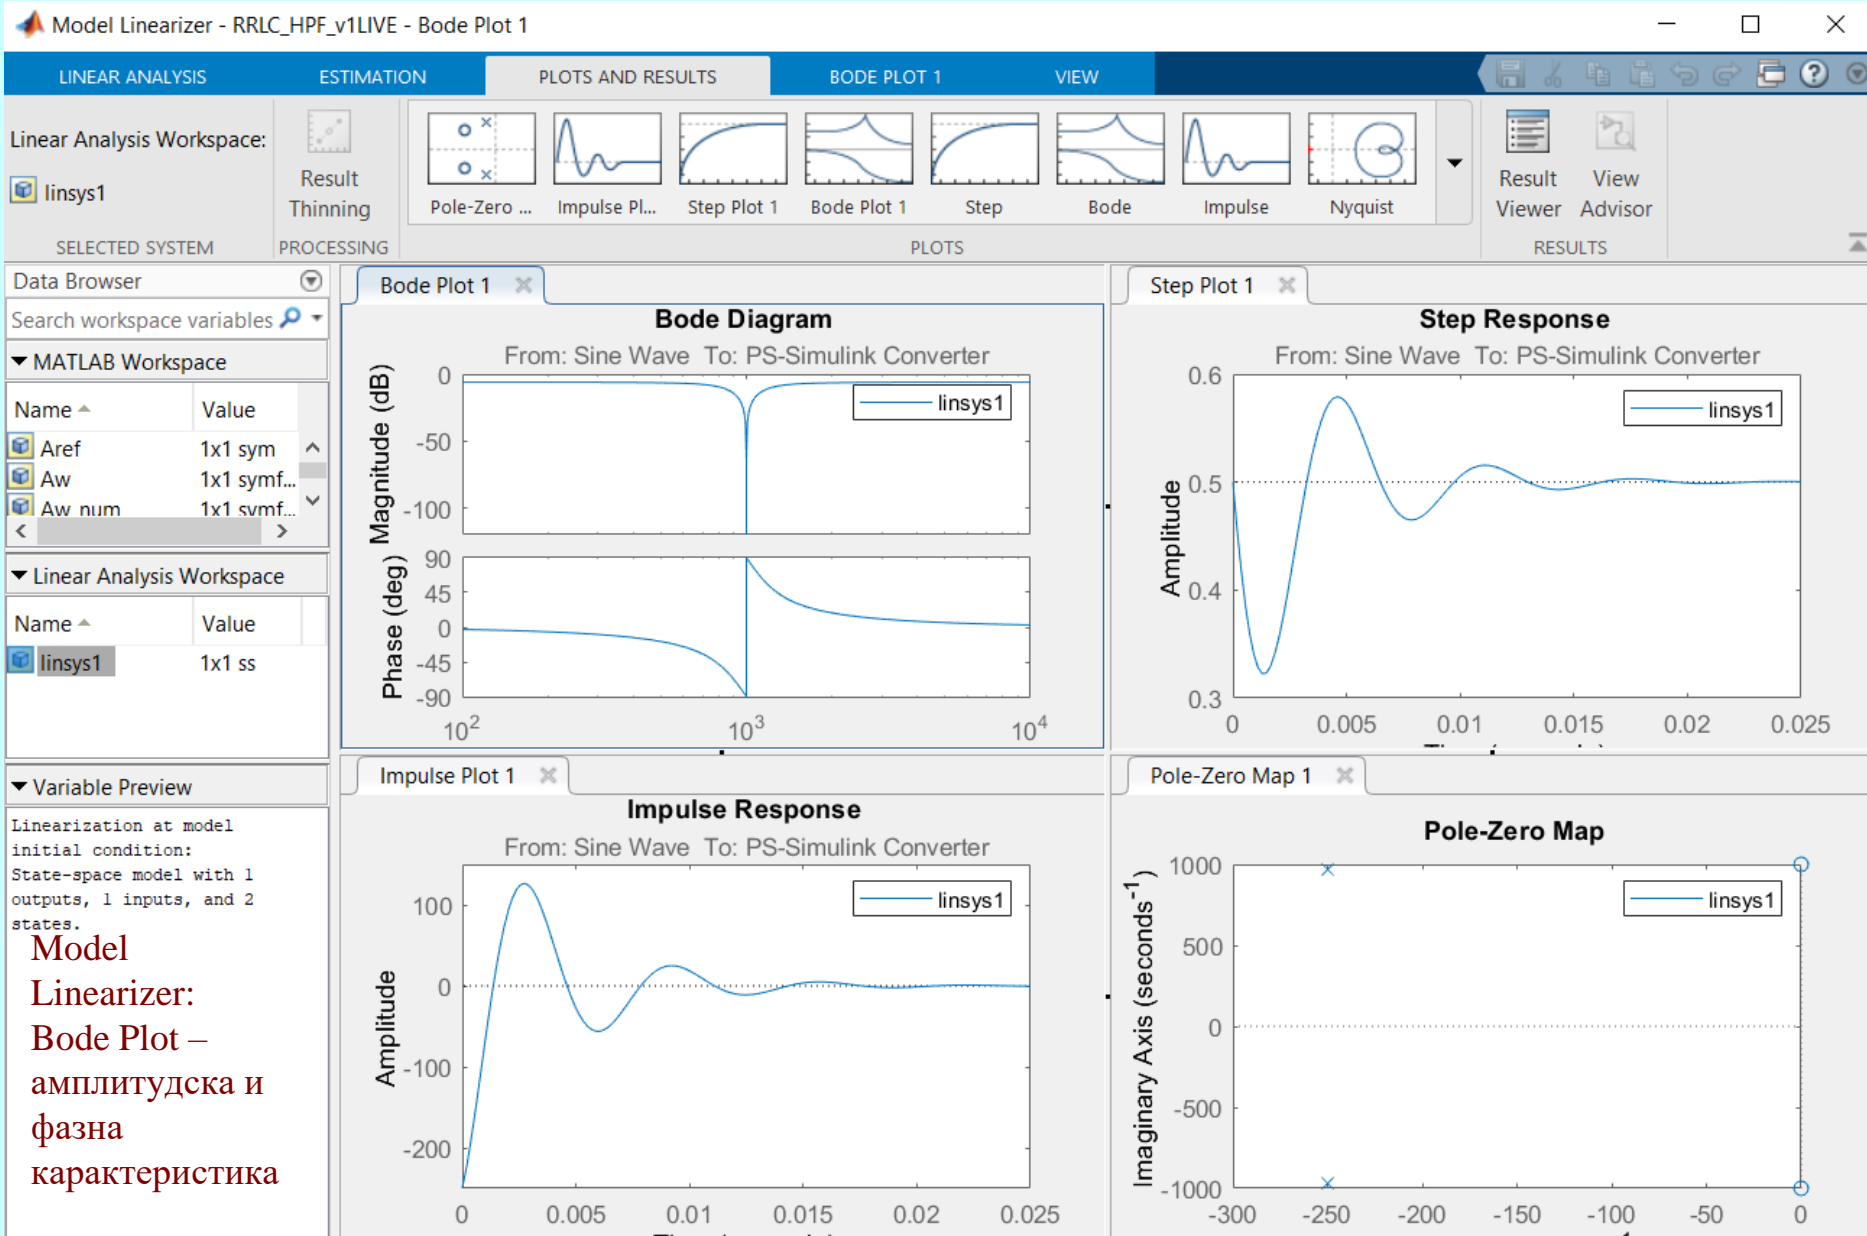 Model Linearizer - RRLC_HPF_v1LIVE - Bode Plot 1
LINEAR ANALYSIS ESTIMATION PLOTS AND RESULTS BODE PLOT 1 VIEW
Linear Analysis Workspace:
linsys1
SELECTED SYSTEM
Result
Thinning
PROCESSING
Pole-Zero ... Impulse Pl... Step Plot 1 Bode Plot 1 Step Bode Impulse Nyquist
PLOTS
Result
Viewer
View
Advisor
RESULTS
Data Browser
Search workspace variables
MATLAB Workspace
Name Value
Aref 1x1 sym
Aw 1x1 symf...
Aw_num 1x1 symf...
Linear Analysis Workspace
Name Value
linsys1 1x1 ss
Variable Preview
Linearization at model
initial condition:
State-space model with 1
outputs, 1 inputs, and 2
states.
Model
Linearizer:
Bode Plot –
амплитудска и
фазна
карактеристика
Bode Plot 1
Bode Diagram
From: Sine Wave To: PS-Simulink Converter
Magnitude (dB)
0
-50
-100
linsys1
Phase (deg)
90
45
0
-45
-90
10² 10³ 10⁴
Step Plot 1
Step Response
From: Sine Wave To: PS-Simulink Converter
Amplitude
0.6
0.5
0.4
0.3
linsys1
0 0.005 0.01 0.015 0.02 0.025
Impulse Plot 1
Impulse Response
From: Sine Wave To: PS-Simulink Converter
Amplitude
100
0
-100
-200
linsys1
0 0.005 0.01 0.015 0.02 0.025
Pole-Zero Map 1
Pole-Zero Map
Imaginary Axis (seconds⁻¹)
1000
500
0
-500
-1000
linsys1
-300 -250 -200 -150 -100 -50 0